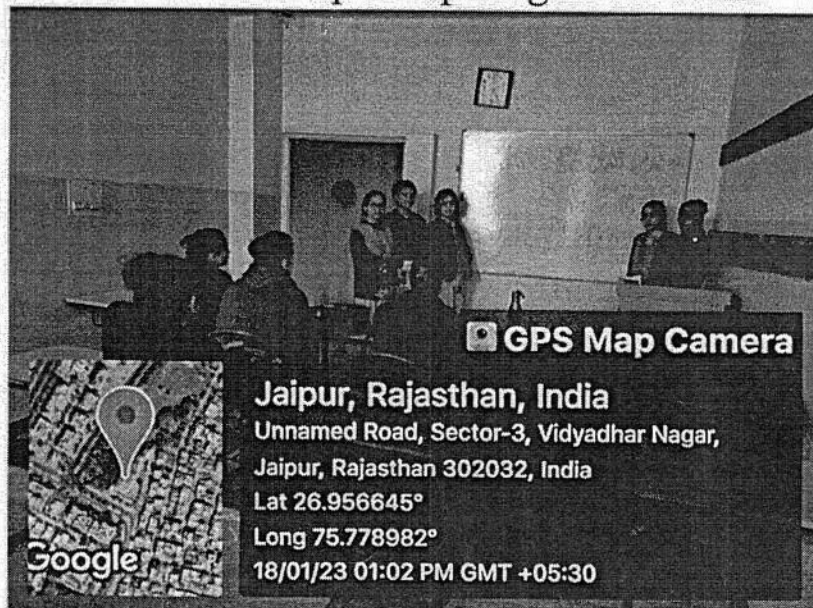 GPS Map Camera
Jaipur, Rajasthan, India
Unnamed Road, Sector-3, Vidyadhar Nagar,
Jaipur, Rajasthan 302032, India
Lat 26.956645°
Long 75.778982°
18/01/23 01:02 PM GMT +05:30
Google